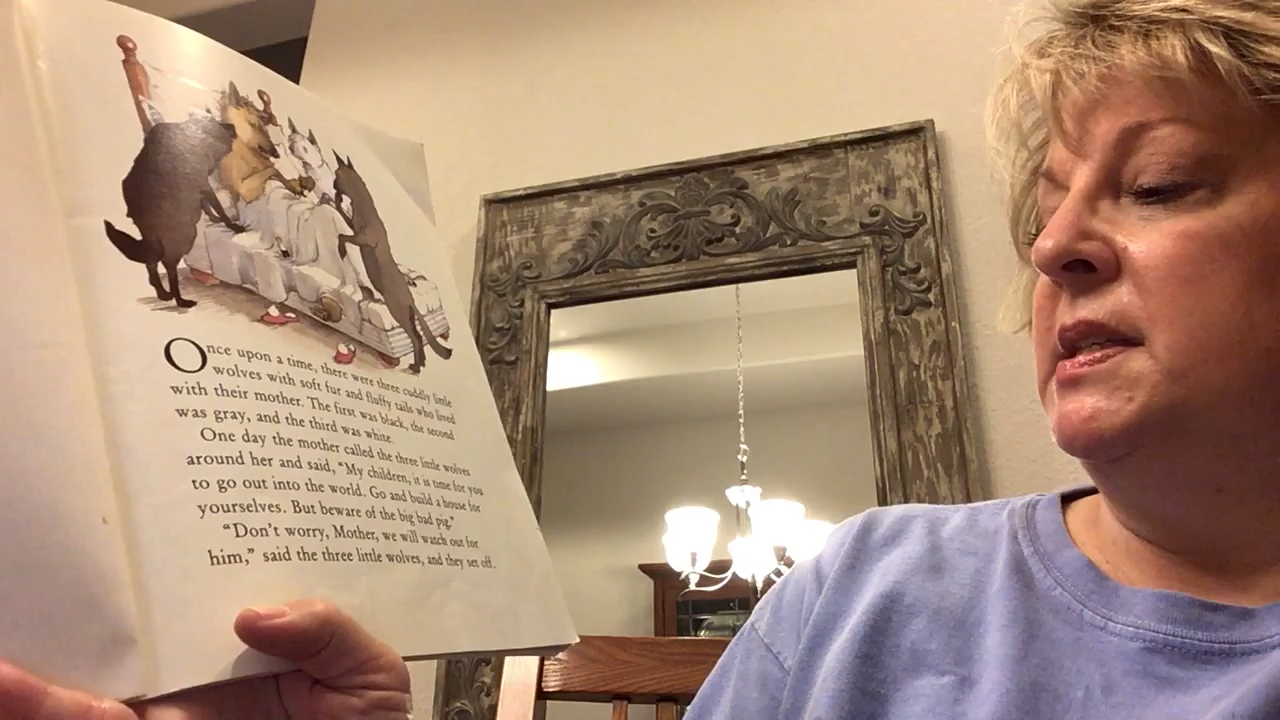 Once upon a time, there were three cuddly little
wolves with soft fur and fluffy tails who loved
with their mother. The first was black, the second
was gray, and the third was white.
One day the mother called the three little wolves
around her and said, “My children, it is time for you
to go out into the world. Go and build a house for
yourselves. But beware of the big bad pig.”
“Don’t worry, Mother, we will watch out for
him,” said the three little wolves, and they set off.